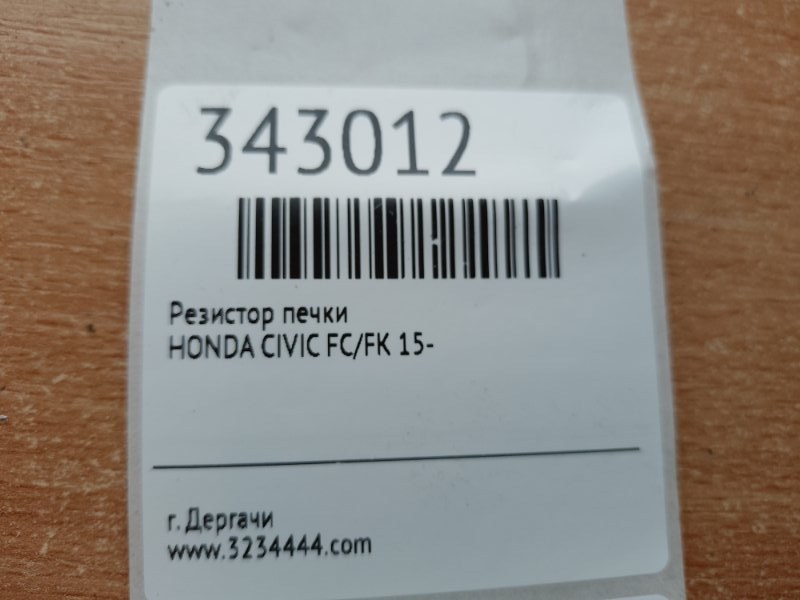 343012
Резистор печки
HONDA CIVIC FC/FK 15-
г. Дергачи
www.3234444.com